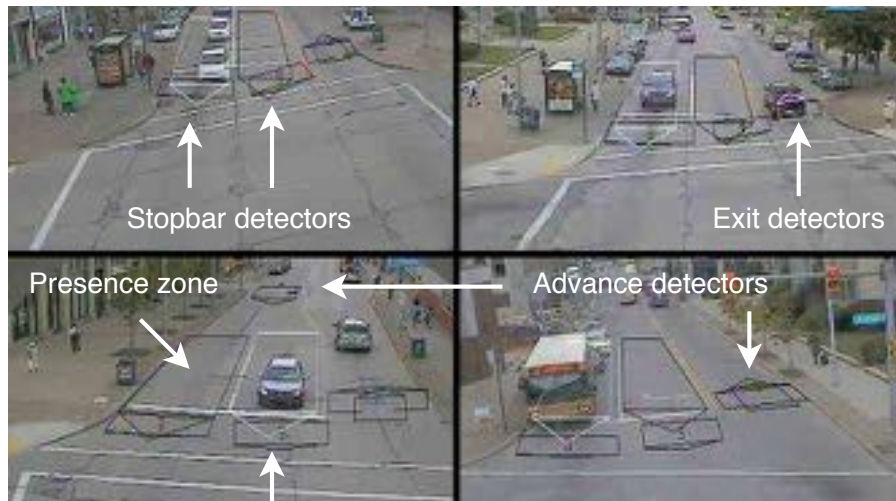 Stopbar detectors
Exit detectors
Presence zone
Advance detectors